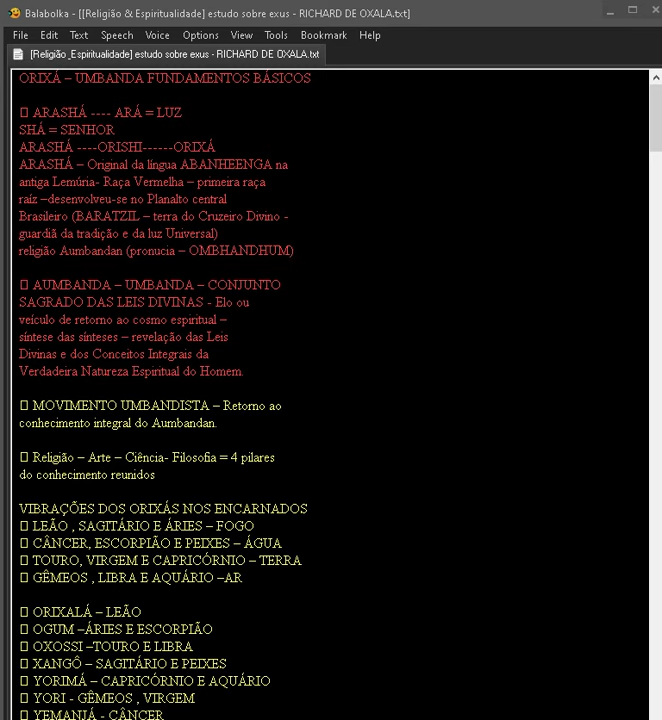 Balabolka - [[Religião & Espiritualidade] estudo sobre exus - RICHARD DE OXALA.txt]
File Edit Text Speech Voice Options View Tools Bookmark Help
[Religião_Espiritualidade] estudo sobre exus - RICHARD DE OXALA.txt
ORIXÁ – UMBANDA FUNDAMENTOS BÁSICOS
ARASHÁ ---- ARÁ = LUZ
SHÁ = SENHOR
ARASHÁ ----ORISHI------ORIXÁ
ARASHÁ – Original da língua ABANHEENGA na
antiga Lemúria- Raça Vermelha – primeira raça
raíz –desenvolveu-se no Planalto central
Brasileiro (BARATZIL – terra do Cruzeiro Divino -
guardiã da tradição e da luz Universal)
religião Aumbandan (pronucia – OMBHANDHUM)
AUMBANDA – UMBANDA – CONJUNTO
SAGRADO DAS LEIS DIVINAS - Elo ou
veículo de retorno ao cosmo espiritual –
síntese das sínteses – revelação das Leis
Divinas e dos Conceitos Integrais da
Verdadeira Natureza Espiritual do Homem.
MOVIMENTO UMBANDISTA – Retorno ao
conhecimento integral do Aumbandan.
Religião – Arte – Ciência- Filosofia = 4 pilares
do conhecimento reunidos
VIBRAÇÕES DOS ORIXÁS NOS ENCARNADOS
LEÃO , SAGITÁRIO E ÁRIES – FOGO
CÂNCER, ESCORPIÃO E PEIXES – ÁGUA
TOURO, VIRGEM E CAPRICÓRNIO – TERRA
GÊMEOS , LIBRA E AQUÁRIO –AR
ORIXALÁ – LEÃO
OGUM –ÁRIES E ESCORPIÃO
OXOSSI –TOURO E LIBRA
XANGÔ – SAGITÁRIO E PEIXES
YORIMÁ – CAPRICÓRNIO E AQUÁRIO
YORI - GÊMEOS , VIRGEM
YEMANJÁ - CÂNCER